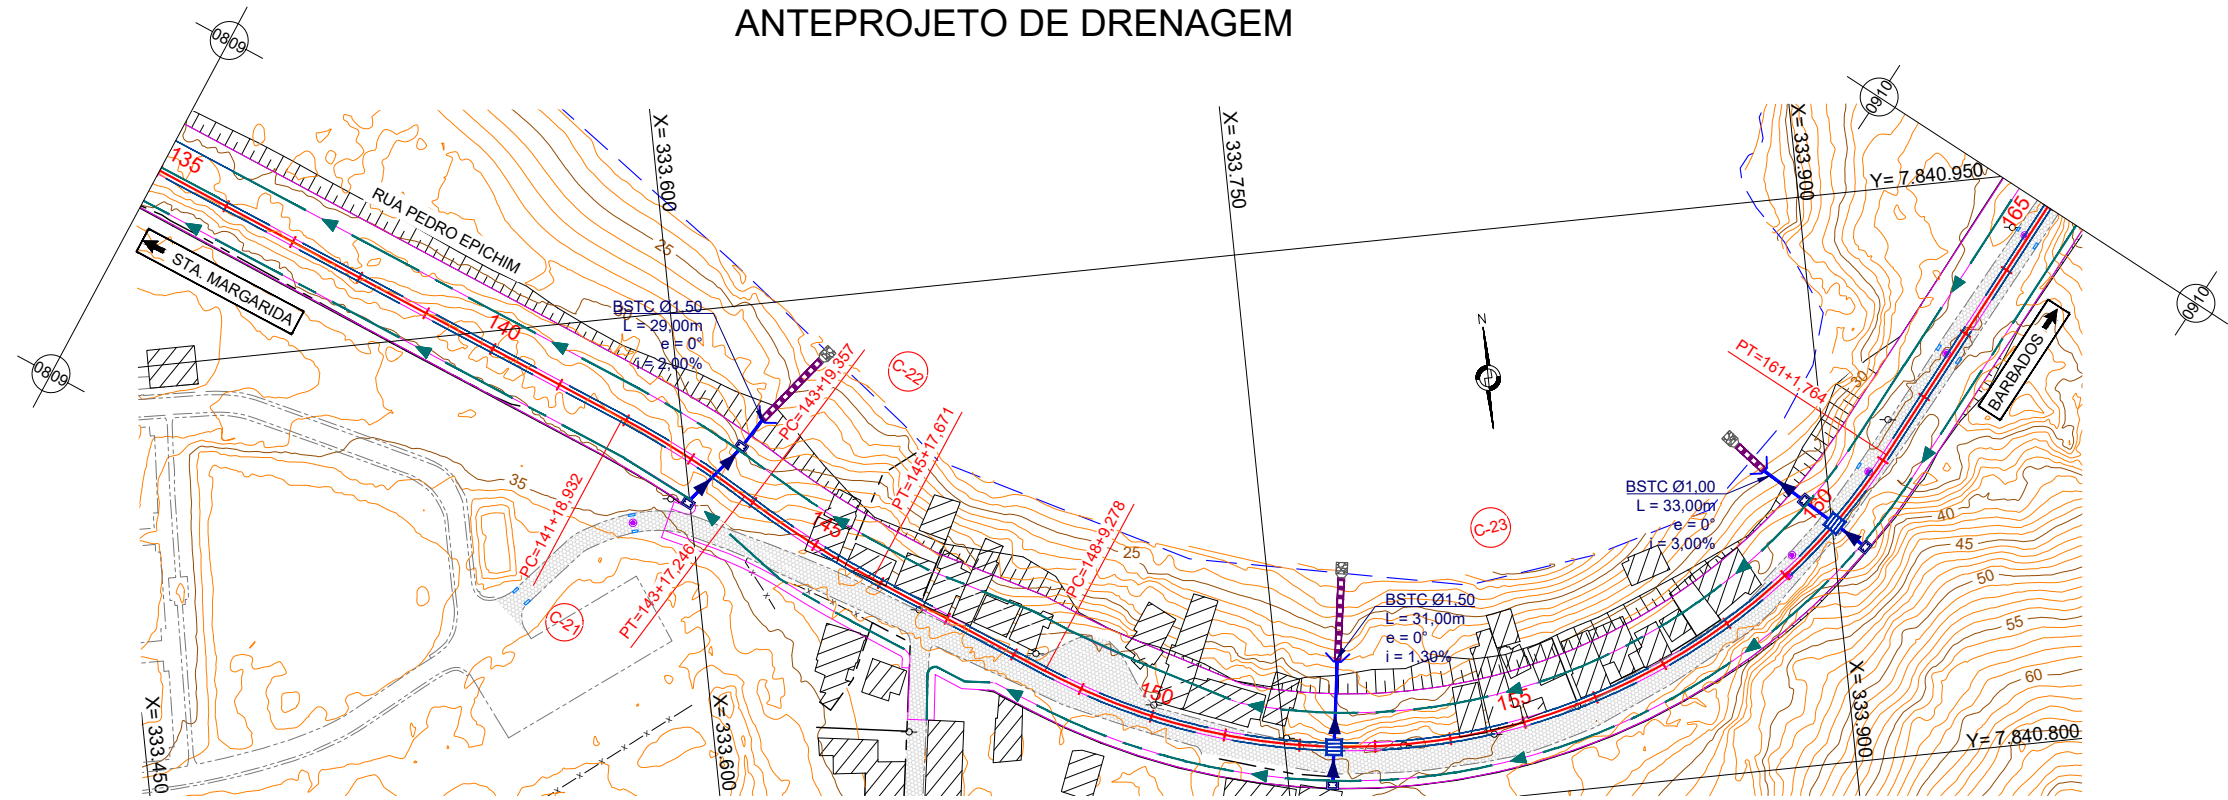 ANTEPROJETO DE DRENAGEM
0809
0809
0910
0910
135
RUA PEDRO EPICHIM
STA. MARGARIDA
X= 333.600
X= 333.750
X= 333.900
Y= 7.840.950
165
25
140
BSTC Ø1,50
L = 29,00m
e = 0°
i = 2,00%
PC=143+19,357
C-22
PT=145+17,671
N
PT=161+1,764
30
BARBADOS
35
PC=141+18,932
C-21
PT=143+17,246
145
PC=148+9,278
25
C-23
BSTC Ø1,00
L = 33,00m
e = 0°
i = 3,00%
160
40
45
50
55
60
BSTC Ø1,50
L = 31,00m
e = 0°
i = 1,30%
150
155
X= 333.450
X= 333.600
X= 333.900
Y= 7.840.800